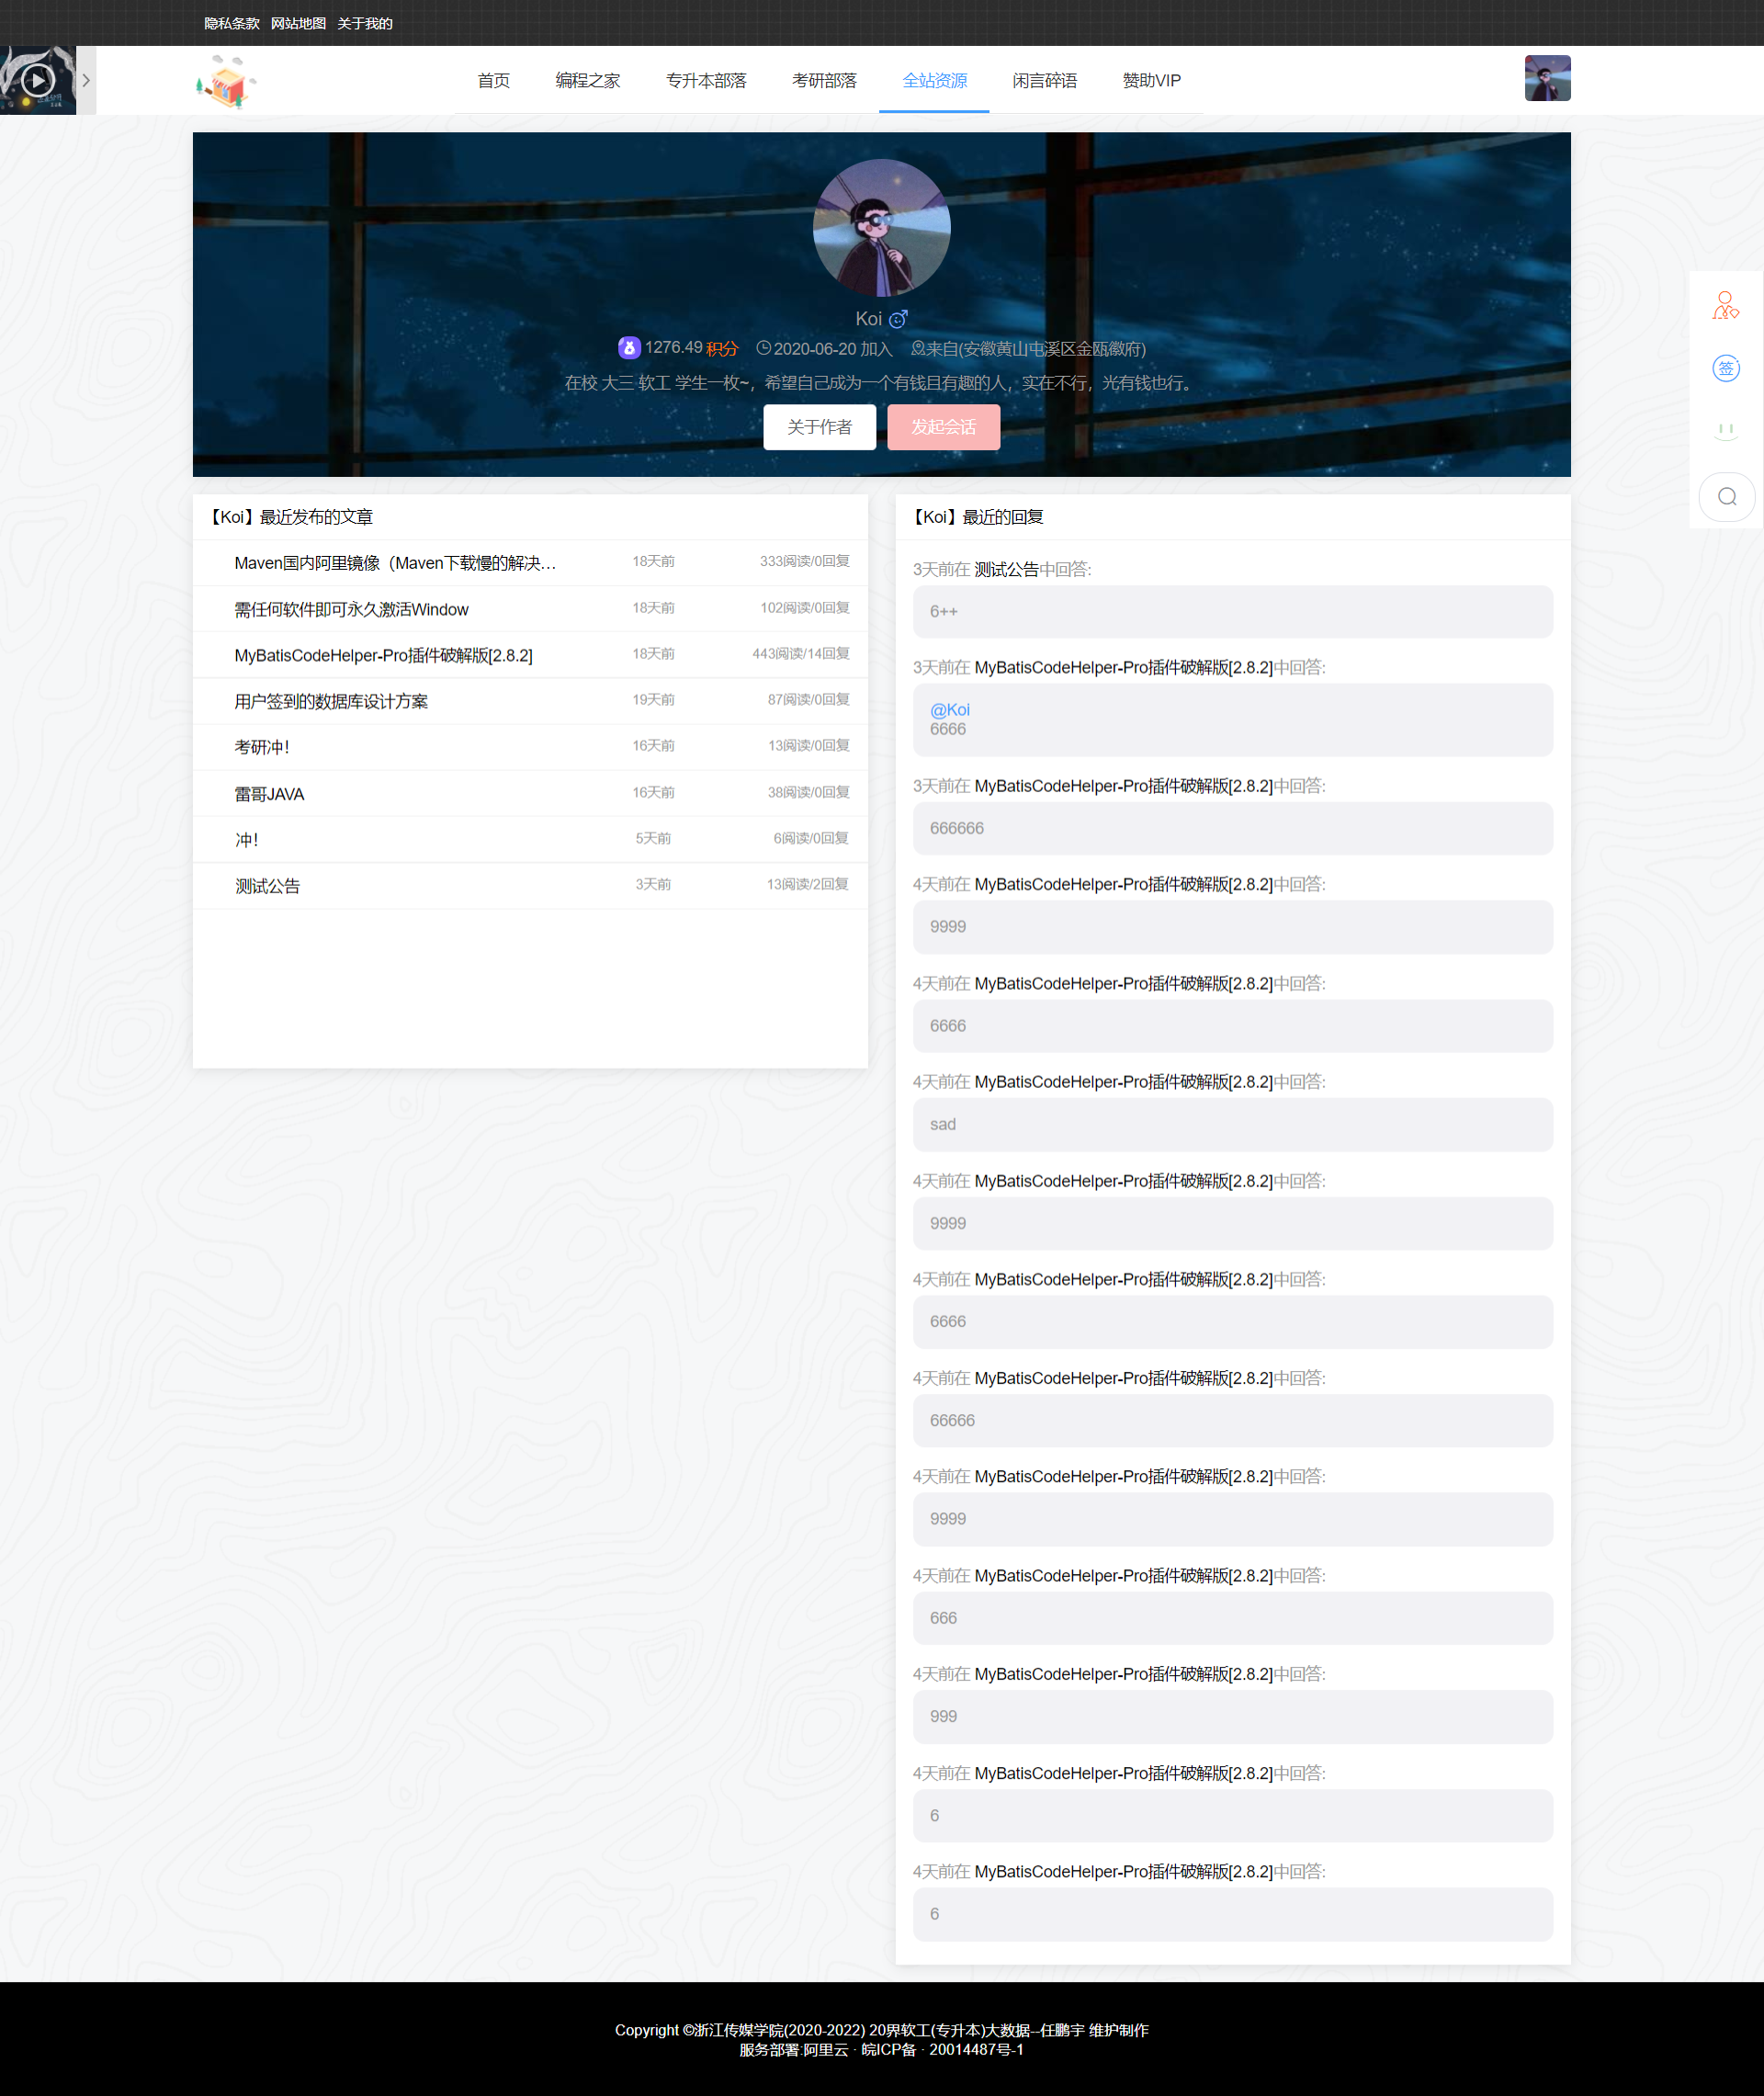 隐私条款 网站地图 关于我的
首页 编程之家 专升本部落 考研部落 全站资源 闲言碎语 赞助VIP
Koi
1276.49 积分 2020-06-20 加入 来自(安徽黄山屯溪区金瓯徽府)
在校 大三 软工 学生一枚~，希望自己成为一个有钱且有趣的人，实在不行，光有钱也行。
关于作者 发起会话
签
【Koi】最近发布的文章
Maven国内阿里镜像（Maven下载慢的解决… 18天前 333阅读/0回复
需任何软件即可永久激活Window 18天前 102阅读/0回复
MyBatisCodeHelper-Pro插件破解版[2.8.2] 18天前 443阅读/14回复
用户签到的数据库设计方案 19天前 87阅读/0回复
考研冲！ 16天前 13阅读/0回复
雷哥JAVA 16天前 38阅读/0回复
冲！ 5天前 6阅读/0回复
测试公告 3天前 13阅读/2回复
【Koi】最近的回复
3天前在 测试公告中回答:
6++
3天前在 MyBatisCodeHelper-Pro插件破解版[2.8.2]中回答:
@Koi
6666
3天前在 MyBatisCodeHelper-Pro插件破解版[2.8.2]中回答:
666666
4天前在 MyBatisCodeHelper-Pro插件破解版[2.8.2]中回答:
9999
4天前在 MyBatisCodeHelper-Pro插件破解版[2.8.2]中回答:
6666
4天前在 MyBatisCodeHelper-Pro插件破解版[2.8.2]中回答:
sad
4天前在 MyBatisCodeHelper-Pro插件破解版[2.8.2]中回答:
9999
4天前在 MyBatisCodeHelper-Pro插件破解版[2.8.2]中回答:
6666
4天前在 MyBatisCodeHelper-Pro插件破解版[2.8.2]中回答:
66666
4天前在 MyBatisCodeHelper-Pro插件破解版[2.8.2]中回答:
9999
4天前在 MyBatisCodeHelper-Pro插件破解版[2.8.2]中回答:
666
4天前在 MyBatisCodeHelper-Pro插件破解版[2.8.2]中回答:
999
4天前在 MyBatisCodeHelper-Pro插件破解版[2.8.2]中回答:
6
4天前在 MyBatisCodeHelper-Pro插件破解版[2.8.2]中回答:
6
Copyright ©浙江传媒学院(2020-2022) 20界软工(专升本)大数据--任鹏宇 维护制作
服务部署:阿里云 · 皖ICP备 · 20014487号-1